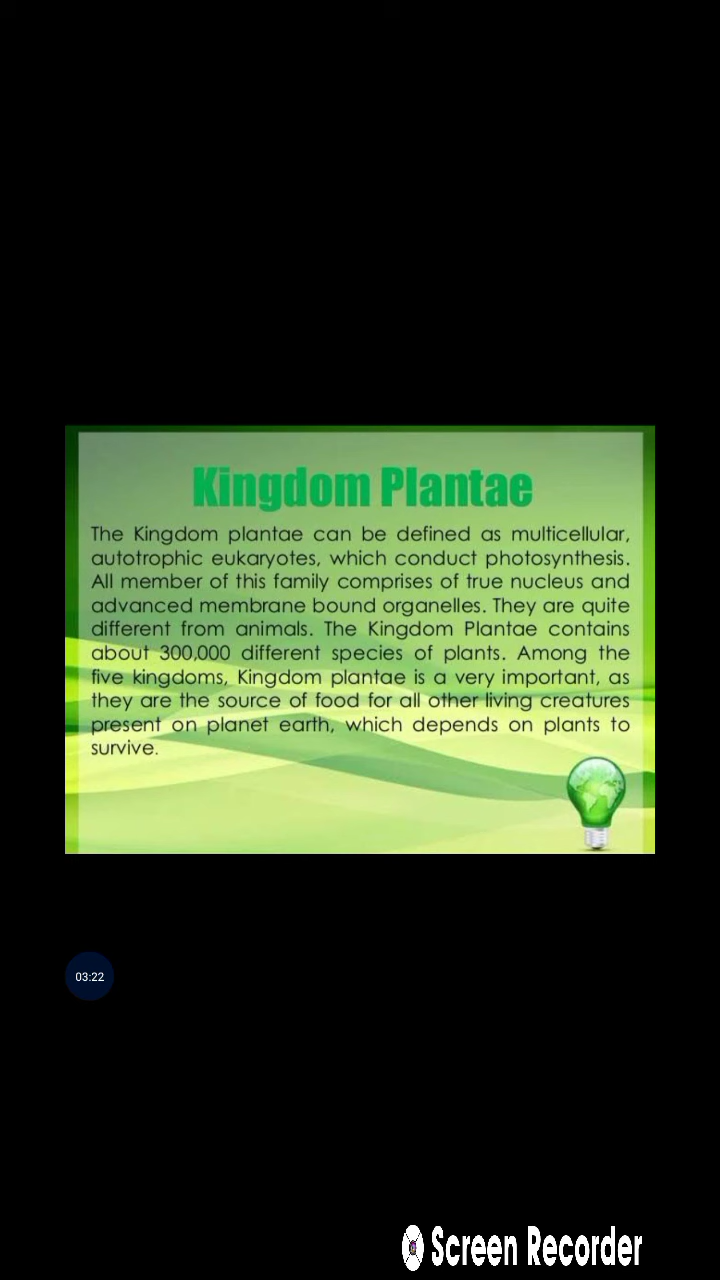 Kingdom Plantae
The Kingdom plantae can be defined as multicellular,
autotrophic eukaryotes, which conduct photosynthesis.
All member of this family comprises of true nucleus and
advanced membrane bound organelles. They are quite
different from animals. The Kingdom Plantae contains
about 300,000 different species of plants. Among the
five kingdoms, Kingdom plantae is a very important, as
they are the source of food for all other living creatures
present on planet earth, which depends on plants to
survive.
03:22
Screen Recorder